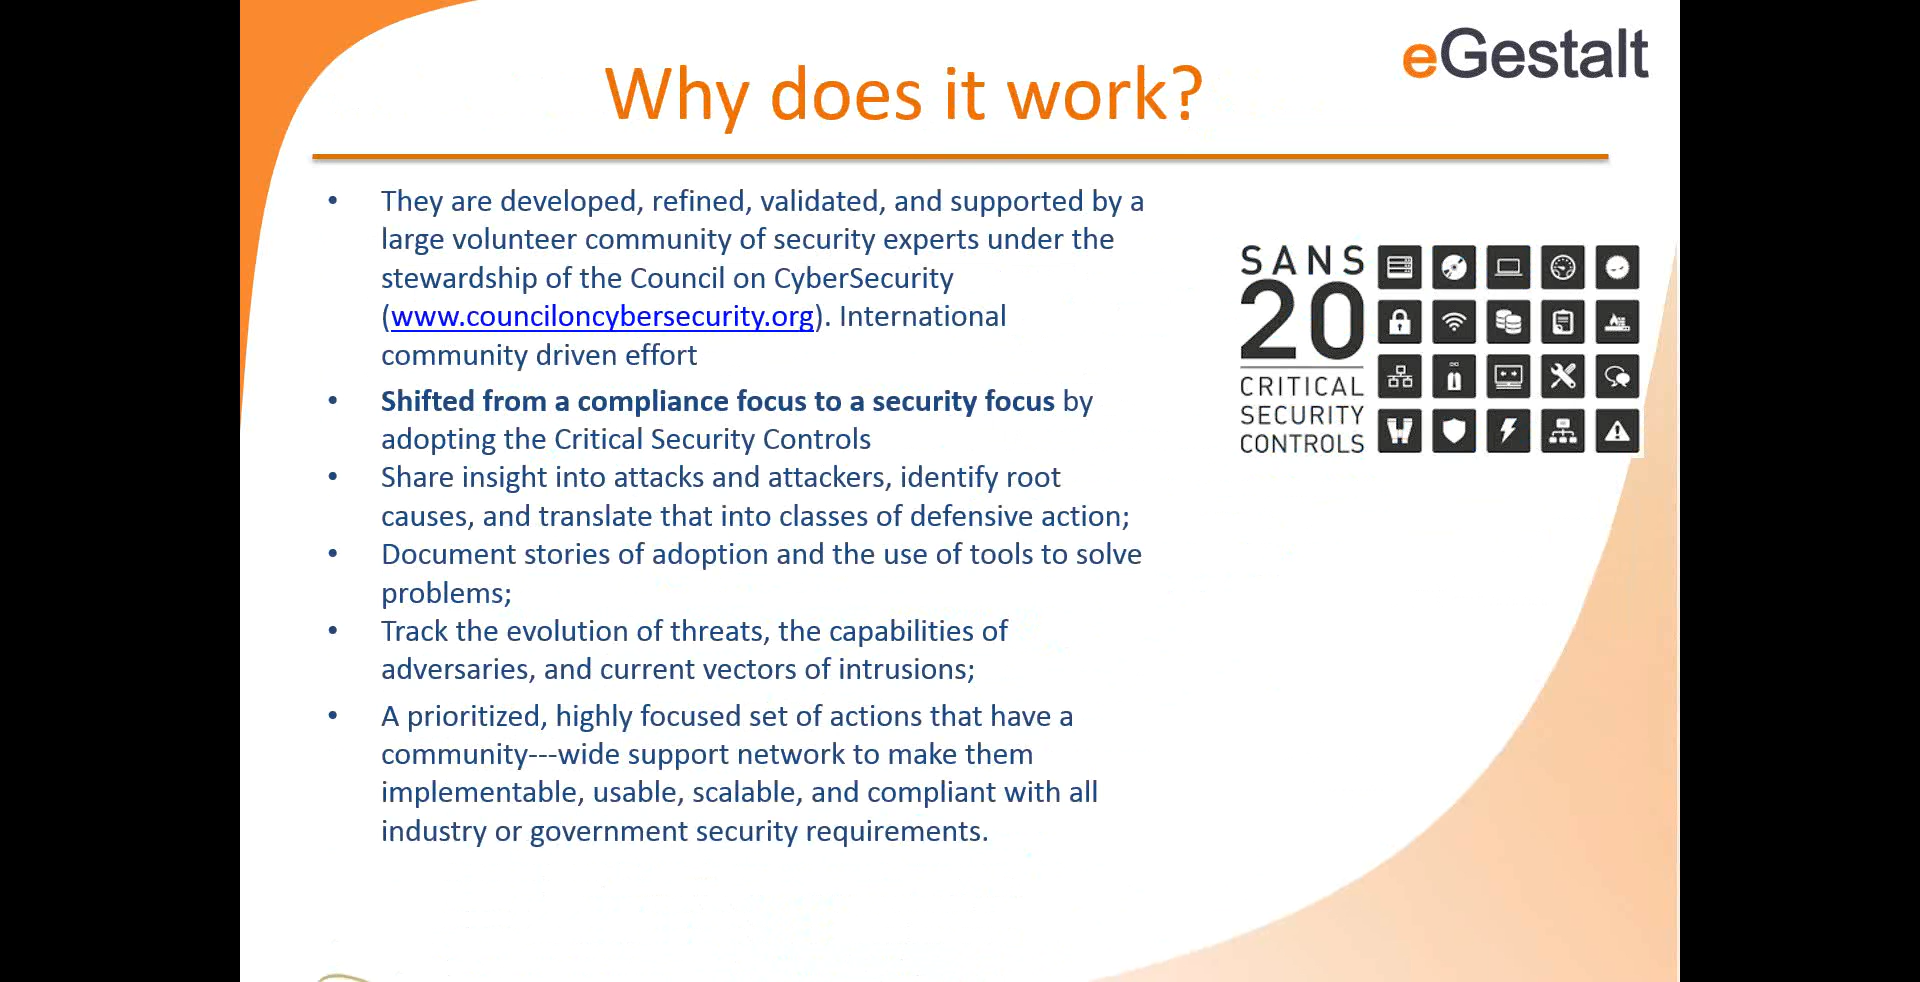 eGestalt
Why does it work?
• They are developed, refined, validated, and supported by a
large volunteer community of security experts under the
stewardship of the Council on CyberSecurity
(www.counciloncybersecurity.org). International
community driven effort
• Shifted from a compliance focus to a security focus by
adopting the Critical Security Controls
• Share insight into attacks and attackers, identify root
causes, and translate that into classes of defensive action;
• Document stories of adoption and the use of tools to solve
problems;
• Track the evolution of threats, the capabilities of
adversaries, and current vectors of intrusions;
• A prioritized, highly focused set of actions that have a
community---wide support network to make them
implementable, usable, scalable, and compliant with all
industry or government security requirements.
SANS
20
CRITICAL
SECURITY
CONTROLS